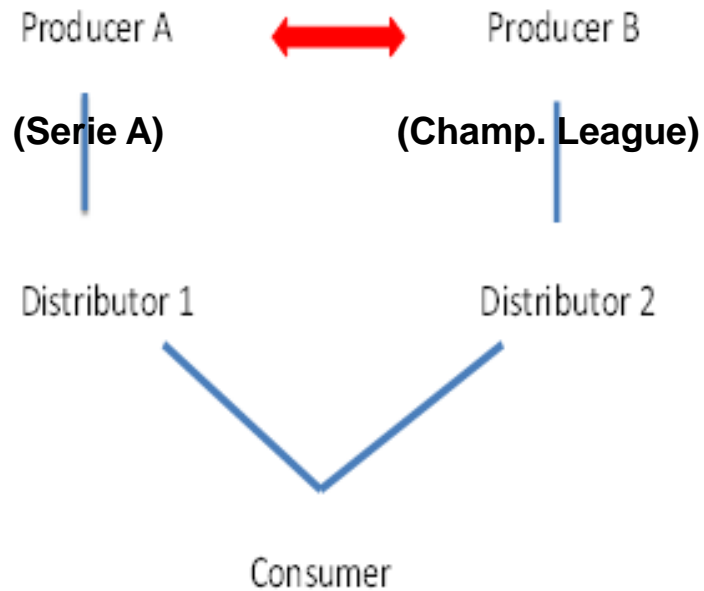 Producer A Producer B
(Serie A) (Champ. League)
Distributor 1 Distributor 2
Consumer